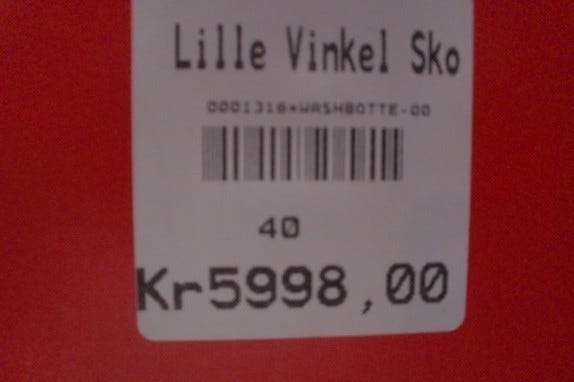 Lille Vinkel Sko
0001318*WASHBOTTE-00
40
Kr5998,00